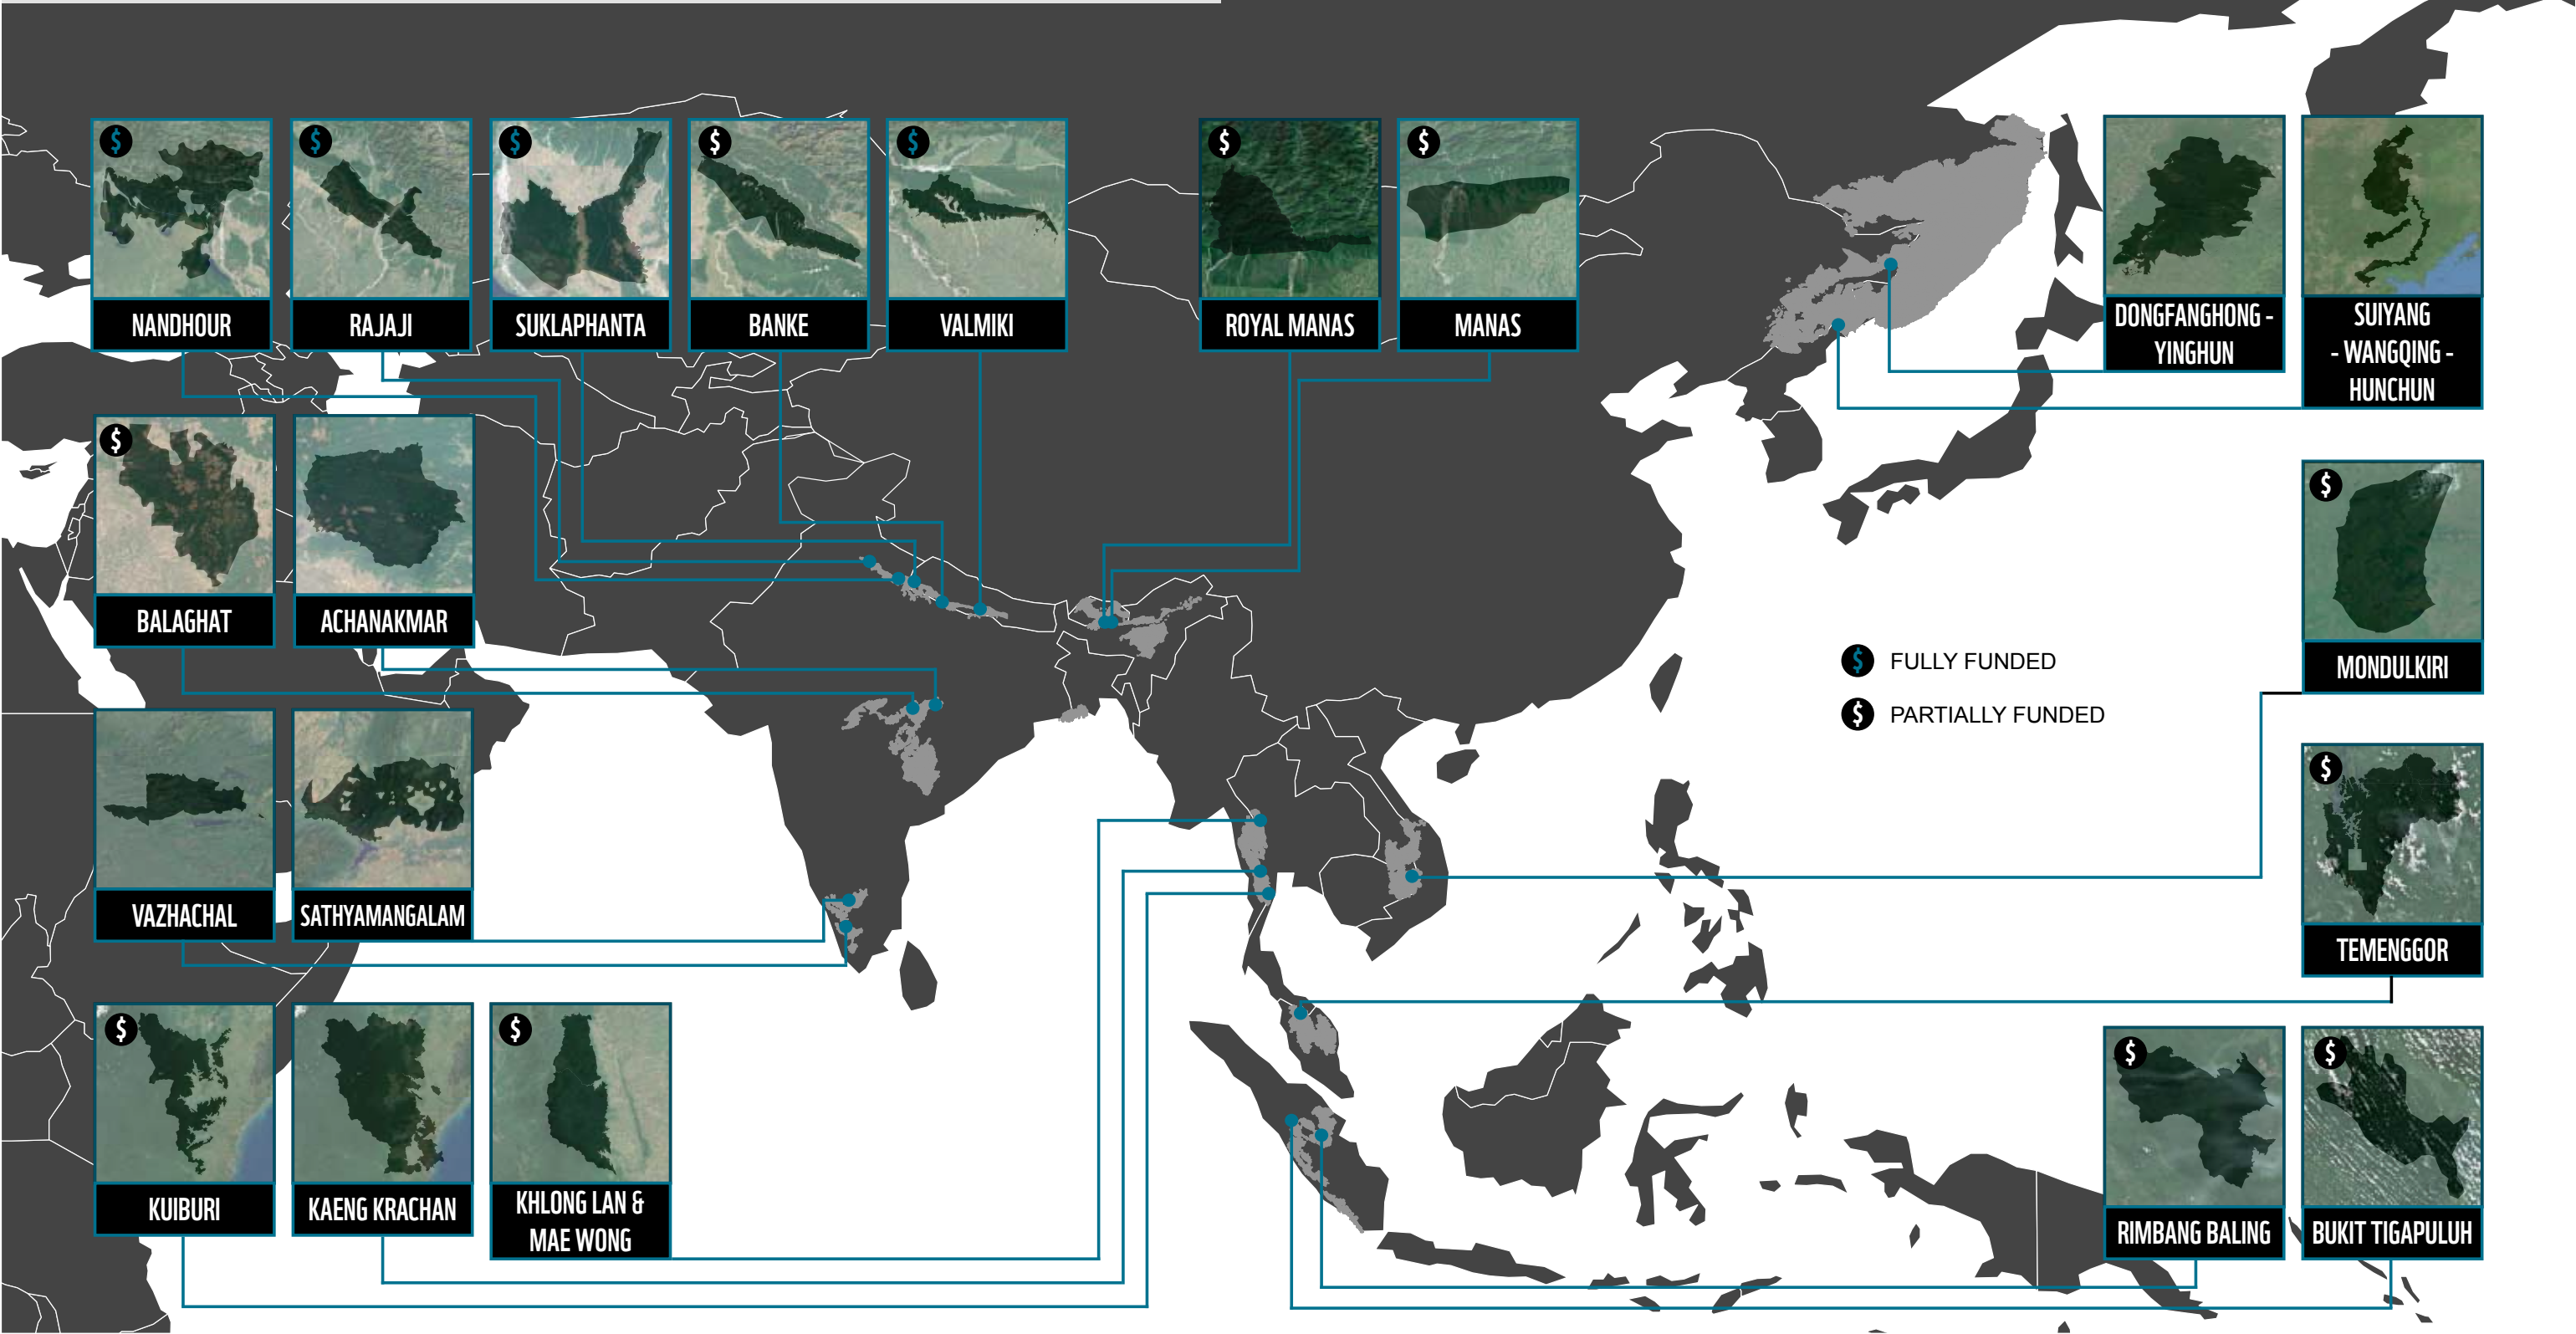 $
$
$
$
$
$
$
NANDHOUR
RAJAJI
SUKLAPHANTA
BANKE
VALMIKI
ROYAL MANAS
MANAS
DONGFANGHONG -
YINGHUN
SUIYANG
- WANGQING -
HUNCHUN
$
BALAGHAT
ACHANAKMAR
$
MONDULKIRI
$ FULLY FUNDED
$ PARTIALLY FUNDED
VAZHACHAL
SATHYAMANGALAM
$
TEMENGGOR
$
$
KUIBURI
KAENG KRACHAN
KHLONG LAN &
MAE WONG
$
$
RIMBANG BALING
BUKIT TIGAPULUH